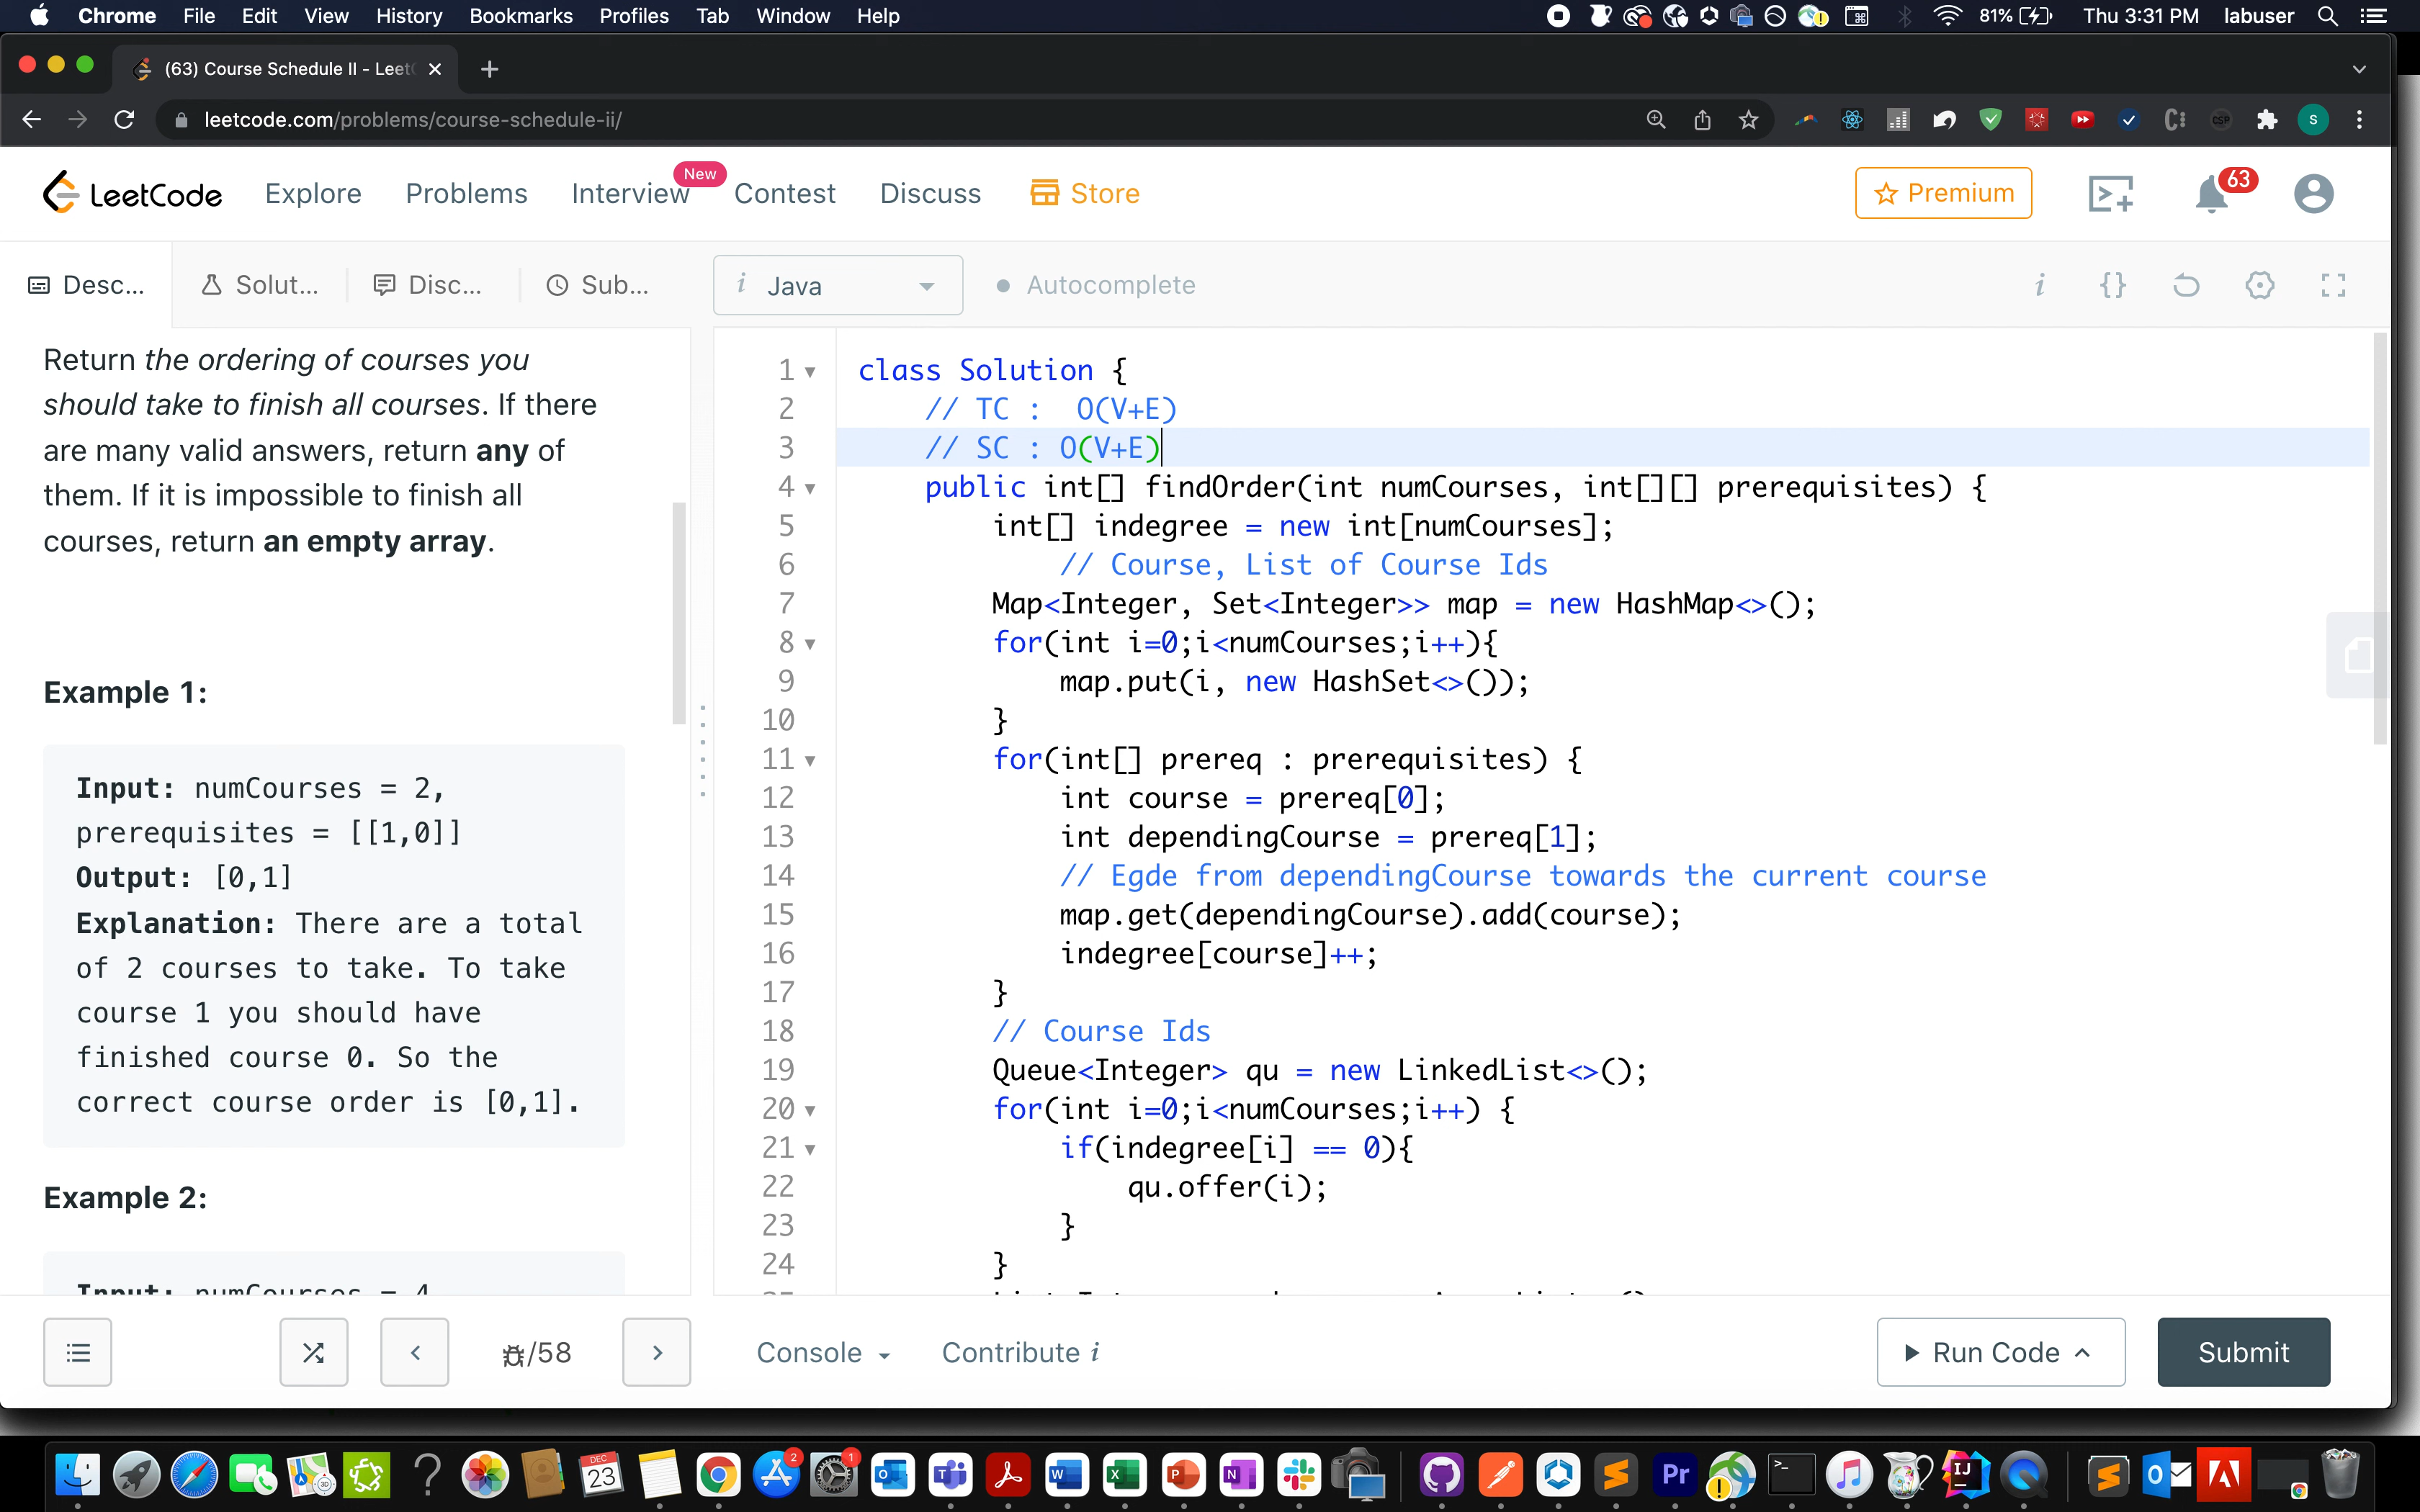 Chrome File Edit View History Bookmarks Profiles Tab Window Help 81% Thu 3:31 PM labuser
(63) Course Schedule II - Leet
leetcode.com/problems/course-schedule-ii/
LeetCode Explore Problems Interview New Contest Discuss Store Premium 63
Desc... Solut... Disc... Sub... i Java Autocomplete
Return the ordering of courses you
should take to finish all courses. If there
are many valid answers, return any of
them. If it is impossible to finish all
courses, return an empty array.
Example 1:
Input: numCourses = 2,
prerequisites = [[1,0]]
Output: [0,1]
Explanation: There are a total
of 2 courses to take. To take
course 1 you should have
finished course 0. So the
correct course order is [0,1].
Example 2:
Input: numCourses = 4
1 class Solution {
2 // TC :  O(V+E)
3 // SC : O(V+E)
4 public int[] findOrder(int numCourses, int[][] prerequisites) {
5 int[] indegree = new int[numCourses];
6 // Course, List of Course Ids
7 Map<Integer, Set<Integer>> map = new HashMap<>();
8 for(int i=0;i<numCourses;i++){
9 map.put(i, new HashSet<>());
10 }
11 for(int[] prereq : prerequisites) {
12 int course = prereq[0];
13 int dependingCourse = prereq[1];
14 // Egde from dependingCourse towards the current course
15 map.get(dependingCourse).add(course);
16 indegree[course]++;
17 }
18 // Course Ids
19 Queue<Integer> qu = new LinkedList<>();
20 for(int i=0;i<numCourses;i++) {
21 if(indegree[i] == 0){
22 qu.offer(i);
23 }
24 }
/58 Console Contribute i Run Code Submit
DEC
23
2
1
Pr
IJ